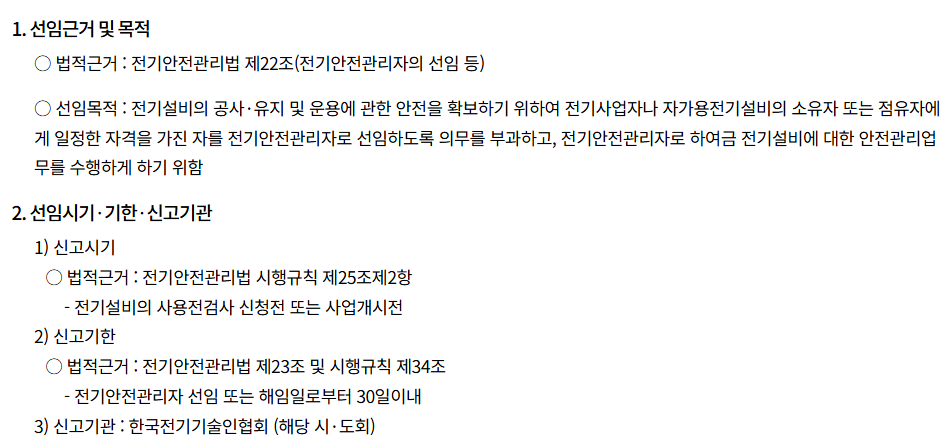 1. 선임근거 및 목적
○ 법적근거 : 전기안전관리법 제22조(전기안전관리자의 선임 등)
○ 선임목적 : 전기설비의 공사·유지 및 운용에 관한 안전을 확보하기 위하여 전기사업자나 자가용전기설비의 소유자 또는 점유자에
게 일정한 자격을 가진 자를 전기안전관리자로 선임하도록 의무를 부과하고, 전기안전관리자로 하여금 전기설비에 대한 안전관리업
무를 수행하게 하기 위함
2. 선임시기·기한·신고기관
1) 신고시기
○ 법적근거 : 전기안전관리법 시행규칙 제25조제2항
- 전기설비의 사용전검사 신청전 또는 사업개시전
2) 신고기한
○ 법적근거 : 전기안전관리법 제23조 및 시행규칙 제34조
- 전기안전관리자 선임 또는 해임일로부터 30일이내
3) 신고기관 : 한국전기기술인협회 (해당 시·도회)